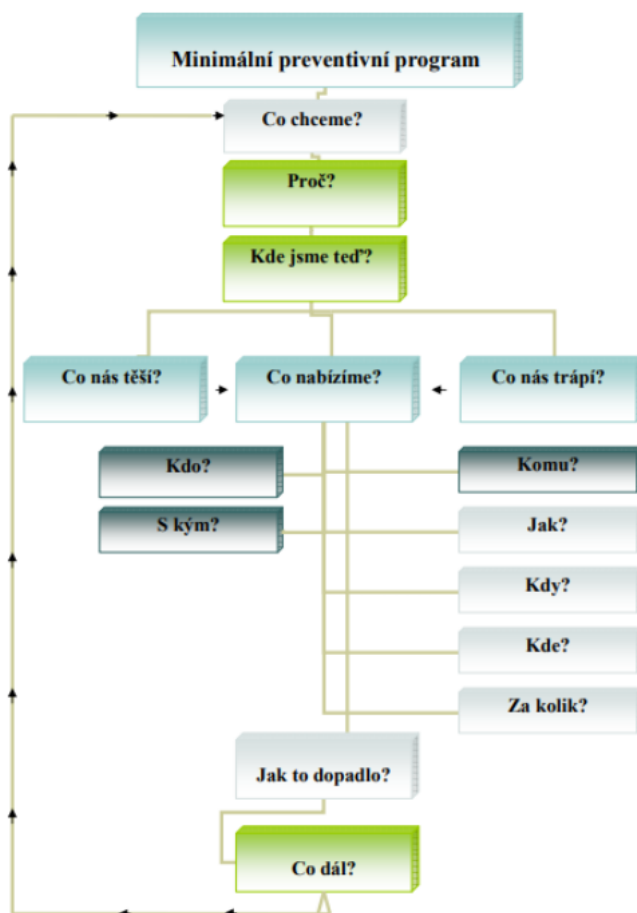 Minimální preventivní program
Co chceme?
Proč?
Kde jsme teď?
Co nás těší?
Co nabízíme?
Co nás trápí?
Kdo?
Komu?
S kým?
Jak?
Kdy?
Kde?
Za kolik?
Jak to dopadlo?
Co dál?